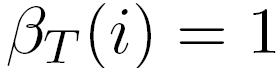 β_T(i) = 1